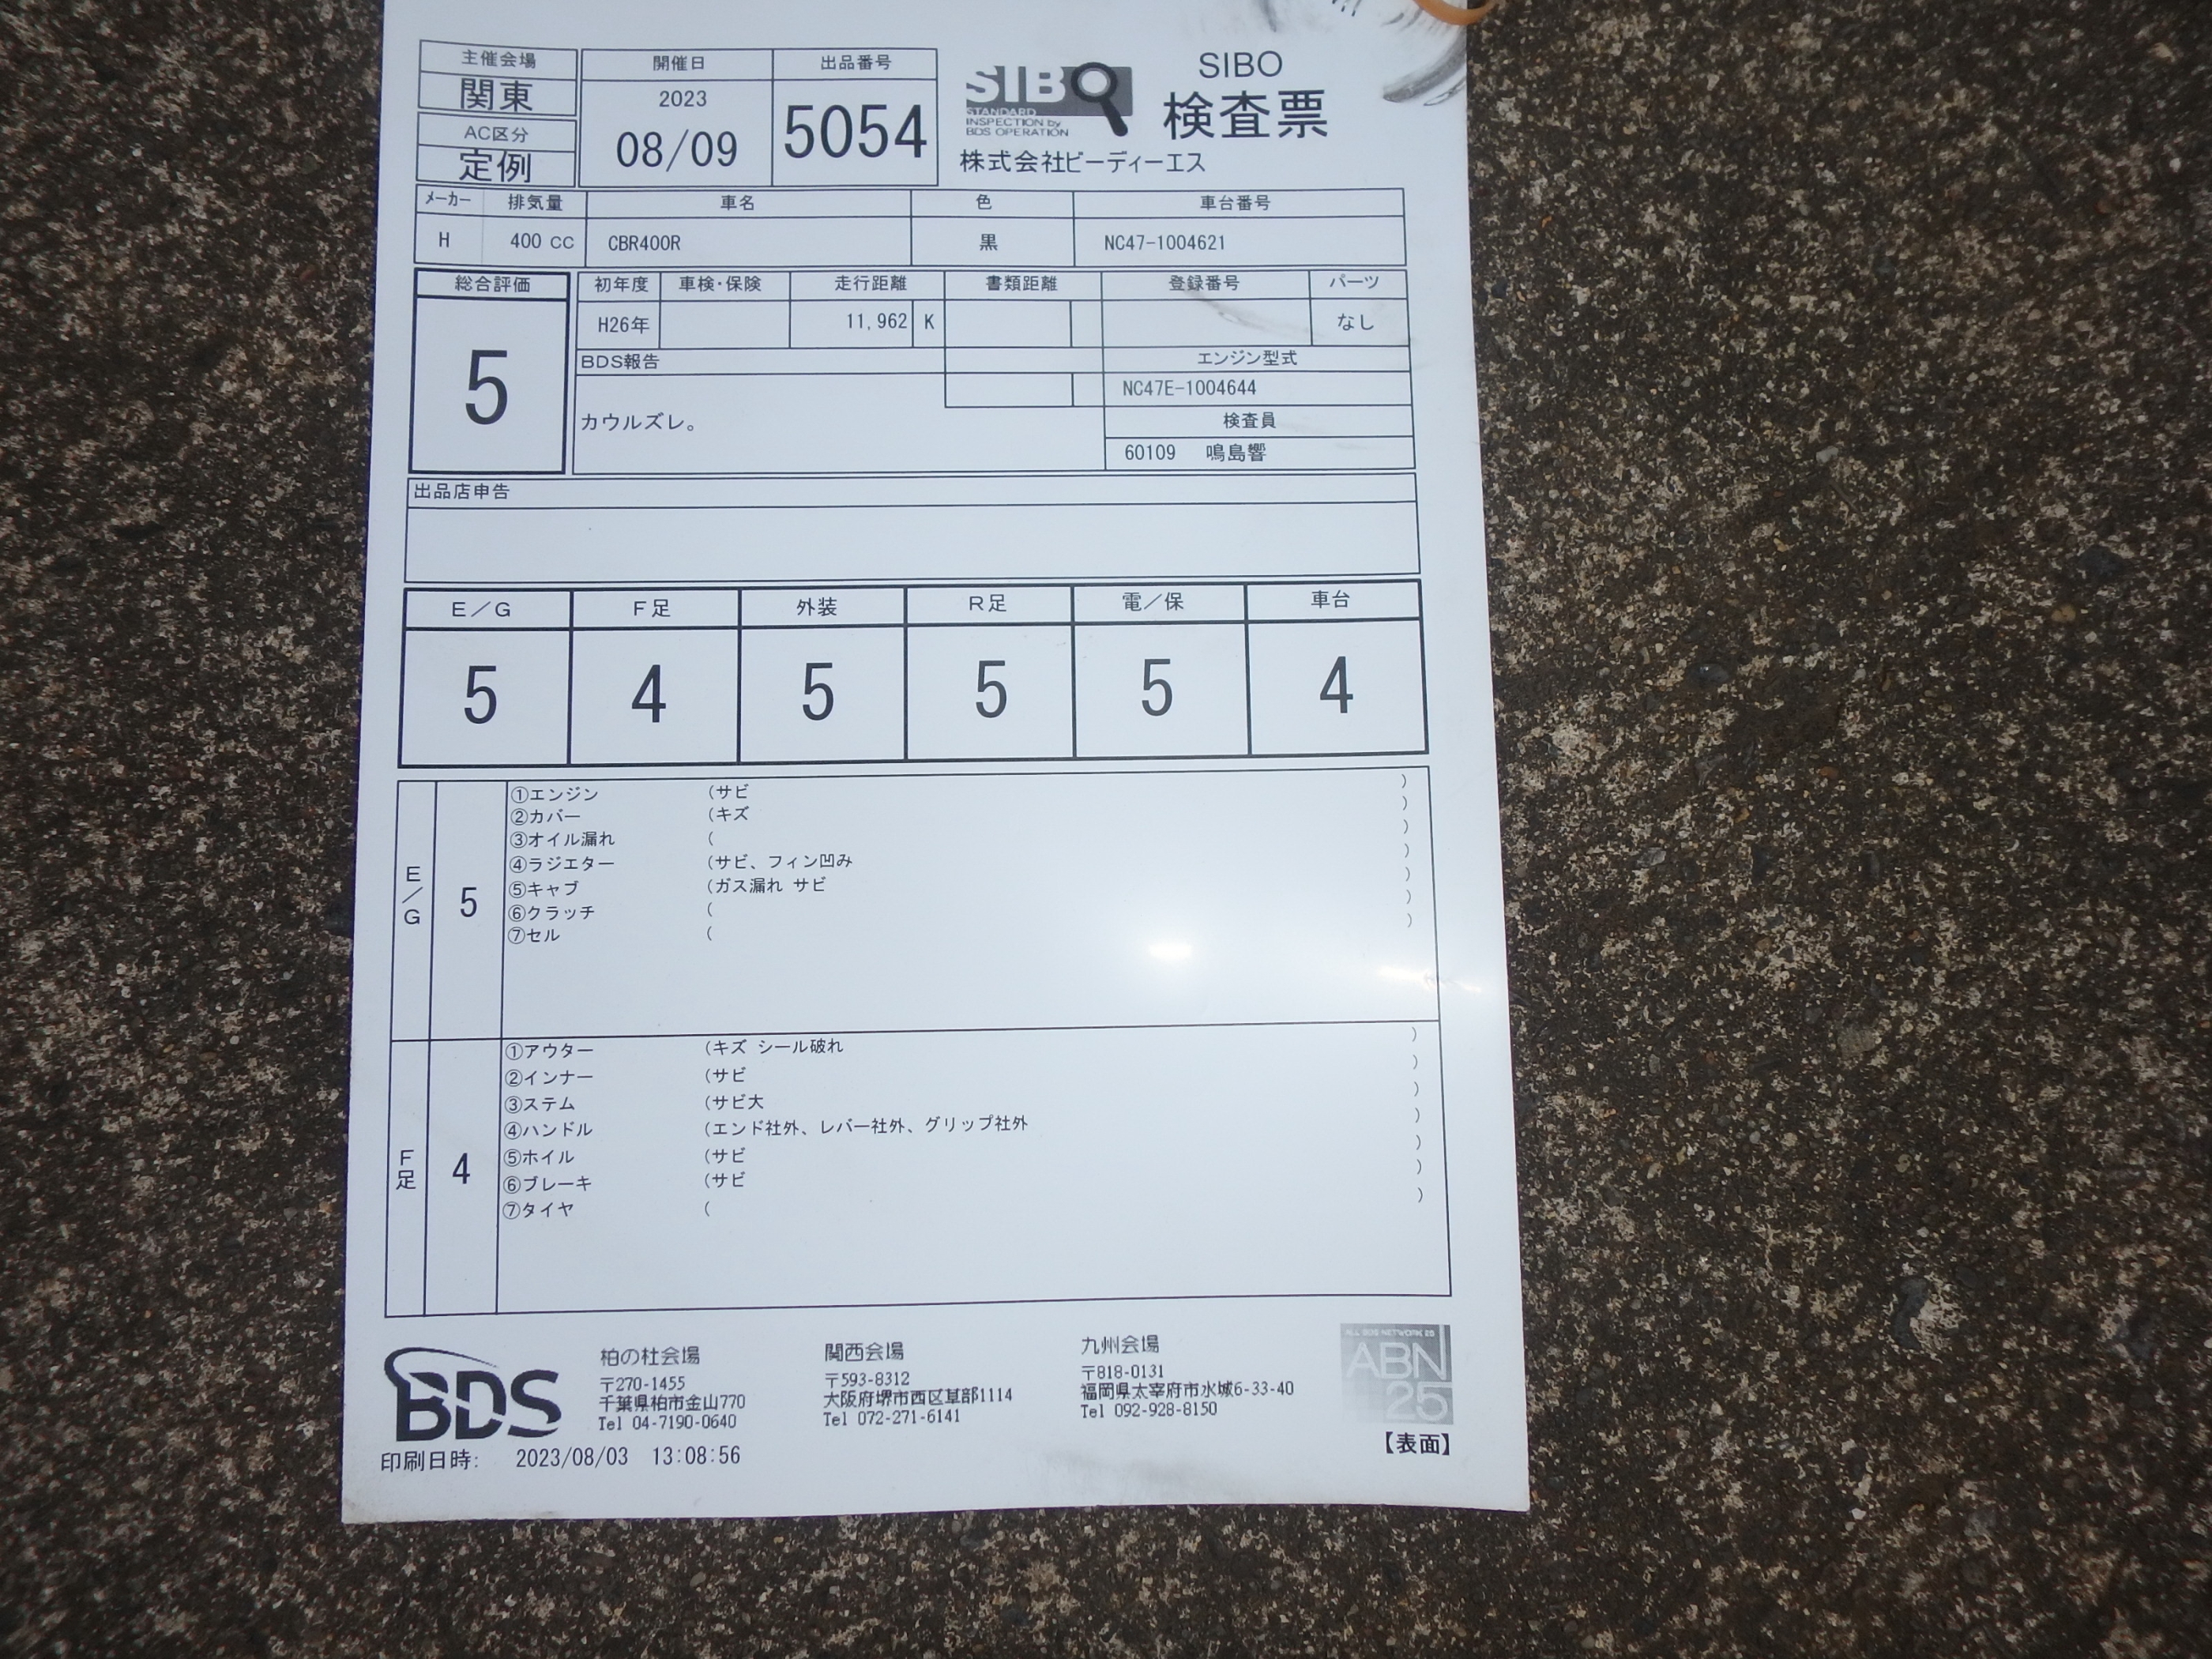 主催会場 開催日 出品番号
関東 2023 08/09 5054
AC区分
定例
SIBO
STANDARD
INSPECTION by
BDS OPERATION
SIBO
検査票
株式会社ビーディーエス
メーカー 排気量 車名 色 車台番号
H 400 CC CBR400R 黒 NC47-1004621
総合評価 初年度 車検・保険 走行距離 書類距離 登録番号 パーツ
5 H26年 11,962 K なし
BDS報告 エンジン型式
NC47E-1004644
カウルズレ。 検査員
60109 鳴島響
出品店申告
E/G F足 外装 R足 電/保 車台
5 4 5 5 5 4
E/G 5
①エンジン (サビ )
②カバー (キズ )
③オイル漏れ ( )
④ラジエター (サビ、フィン凹み )
⑤キャブ (ガス漏れ サビ )
⑥クラッチ ( )
⑦セル ( )
F足 4
①アウター (キズ シール破れ )
②インナー (サビ )
③ステム (サビ大 )
④ハンドル (エンド社外、レバー社外、グリップ社外 )
⑤ホイル (サビ )
⑥ブレーキ (サビ )
⑦タイヤ ( )
BDS
柏の杜会場
〒270-1455
千葉県柏市金山770
Tel 04-7190-0640
関西会場
〒593-8312
大阪府堺市西区草部1114
Tel 072-271-6141
九州会場
〒818-0131
福岡県太宰府市水城6-33-40
Tel 092-928-8150
ALL BDS NETWORK 25
ABN
25
【表面】
印刷日時: 2023/08/03 13:08:56